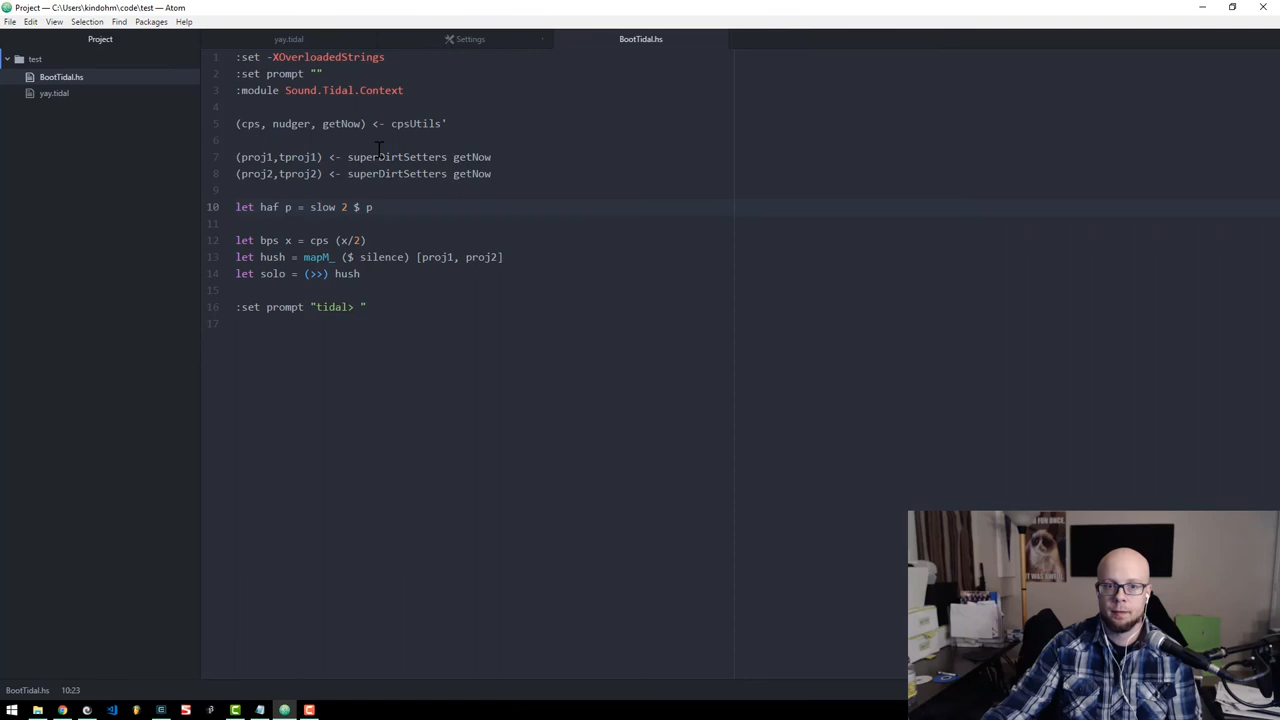 Project — C:\Users\kindohm\code\test — Atom
File Edit View Selection Find Packages Help
Project
yay.tidal
Settings
BootTidal.hs
test
BootTidal.hs
yay.tidal
1 :set -XOverloadedStrings
2 :set prompt ""
3 :module Sound.Tidal.Context
4
5 (cps, nudger, getNow) <- cpsUtils'
6
7 (proj1,tproj1) <- superDirtSetters getNow
8 (proj2,tproj2) <- superDirtSetters getNow
9
10 let haf p = slow 2 $ p
11
12 let bps x = cps (x/2)
13 let hush = mapM_ ($ silence) [proj1, proj2]
14 let solo = (>>) hush
15
16 :set prompt "tidal> "
17
BootTidal.hs 10:23